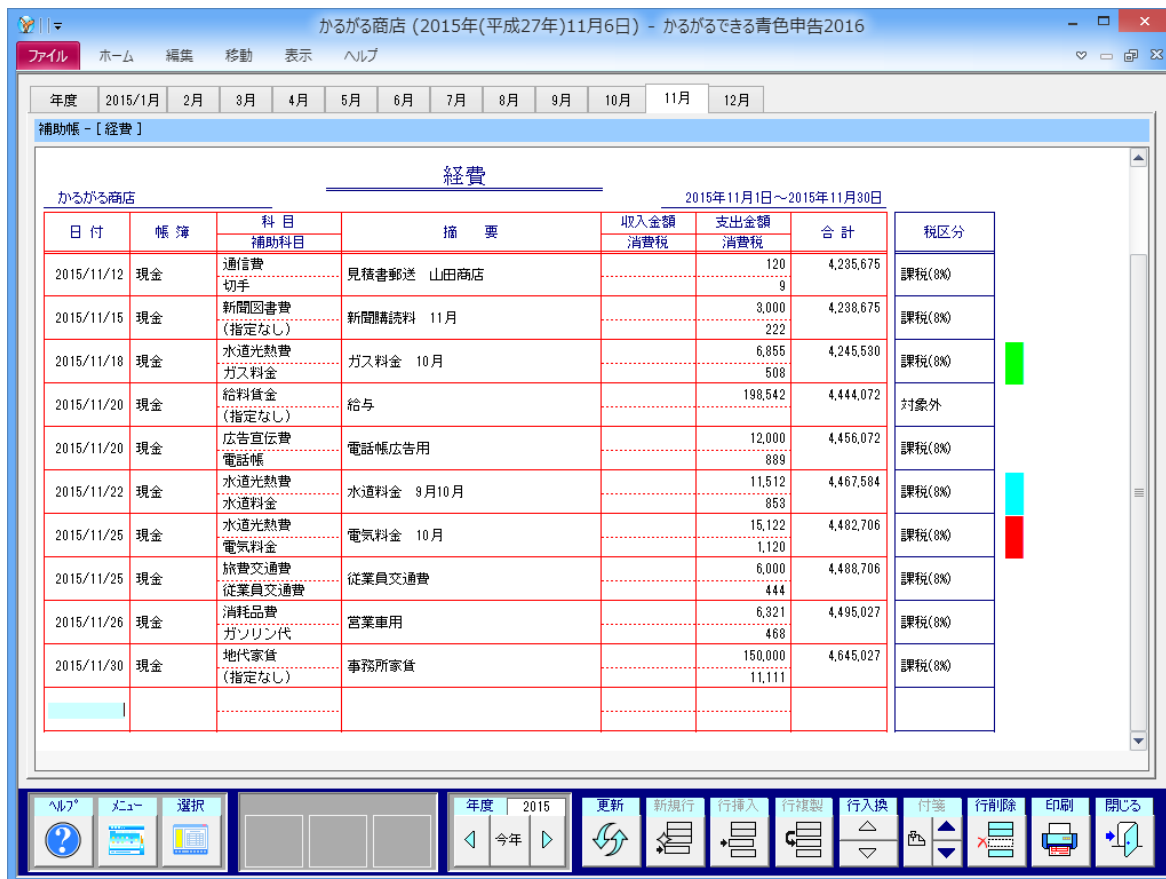 かるがる商店 (2015年(平成27年)11月6日) - かるがるできる青色申告2016
ファイル ホーム 編集 移動 表示 ヘルプ
年度 2015/1月 2月 3月 4月 5月 6月 7月 8月 9月 10月 11月 12月
補助帳 - [ 経費 ]
経費
かるがる商店 2015年11月1日～2015年11月30日
日 付 帳 簿 科 目 摘 要 収入金額 支出金額 合 計 税区分
補助科目 消費税 消費税
2015/11/12 現金 通信費 見積書郵送 山田商店 120 4,235,675 課税(8%)
切手 9
2015/11/15 現金 新聞図書費 新聞購読料 11月 3,000 4,238,675 課税(8%)
(指定なし) 222
2015/11/18 現金 水道光熱費 ガス料金 10月 6,855 4,245,530 課税(8%)
ガス料金 508
2015/11/20 現金 給料賃金 給与 198,542 4,444,072 対象外
(指定なし)
2015/11/20 現金 広告宣伝費 電話帳広告用 12,000 4,456,072 課税(8%)
電話帳 889
2015/11/22 現金 水道光熱費 水道料金 9月10月 11,512 4,467,584 課税(8%)
水道料金 853
2015/11/25 現金 水道光熱費 電気料金 10月 15,122 4,482,706 課税(8%)
電気料金 1,120
2015/11/25 現金 旅費交通費 従業員交通費 6,000 4,488,706 課税(8%)
従業員交通費 444
2015/11/26 現金 消耗品費 営業車用 6,321 4,495,027 課税(8%)
ガソリン代 468
2015/11/30 現金 地代家賃 事務所家賃 150,000 4,645,027 課税(8%)
(指定なし) 11,111
ヘルプ メニュー 選択 年度 2015 更新 新規行 行挿入 行複製 行入換 付箋 行削除 印刷 閉じる
今年